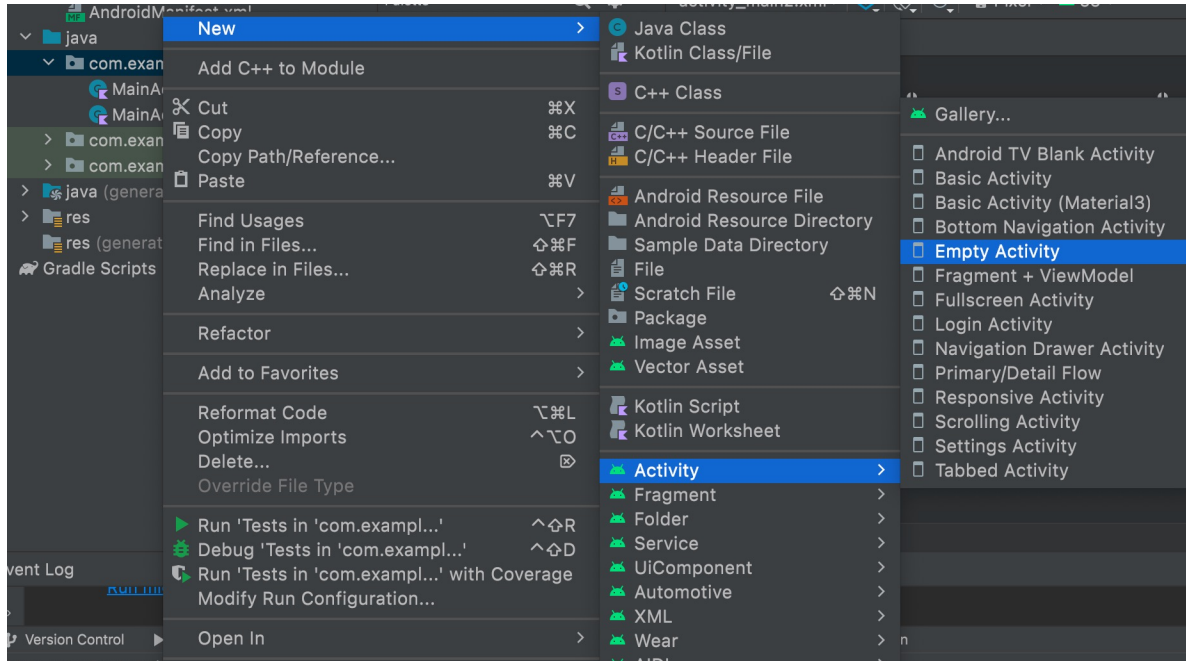 AndroidManifest.xml
java
com.exam
MainA
MainA
com.exam
com.exam
java (genera
res
res (generat
Gradle Scripts
vent Log
Version Control
New
Add C++ to Module
Cut ⌘X
Copy ⌘C
Copy Path/Reference...
Paste ⌘V
Find Usages ⌥F7
Find in Files... ⇧⌘F
Replace in Files... ⇧⌘R
Analyze
Refactor
Add to Favorites
Reformat Code ⌥⌘L
Optimize Imports ^⌥O
Delete... ⌦
Override File Type
Run 'Tests in 'com.exampl...' ^⇧R
Debug 'Tests in 'com.exampl...' ^⇧D
Run 'Tests in 'com.exampl...' with Coverage
Modify Run Configuration...
Open In
Java Class
Kotlin Class/File
C++ Class
C/C++ Source File
C/C++ Header File
Android Resource File
Android Resource Directory
Sample Data Directory
File
Scratch File ⇧⌘N
Package
Image Asset
Vector Asset
Kotlin Script
Kotlin Worksheet
Activity
Fragment
Folder
Service
UiComponent
Automotive
XML
Wear
AIDL
Gallery...
Android TV Blank Activity
Basic Activity
Basic Activity (Material3)
Bottom Navigation Activity
Empty Activity
Fragment + ViewModel
Fullscreen Activity
Login Activity
Navigation Drawer Activity
Primary/Detail Flow
Responsive Activity
Scrolling Activity
Settings Activity
Tabbed Activity